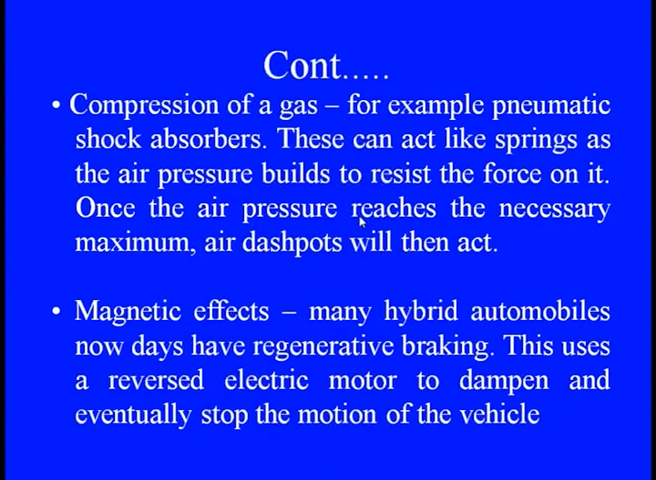 Cont.....
• Compression of a gas – for example pneumatic
shock absorbers. These can act like springs as
the air pressure builds to resist the force on it.
Once the air pressure reaches the necessary
maximum, air dashpots will then act.
• Magnetic effects – many hybrid automobiles
now days have regenerative braking. This uses
a reversed electric motor to dampen and
eventually stop the motion of the vehicle